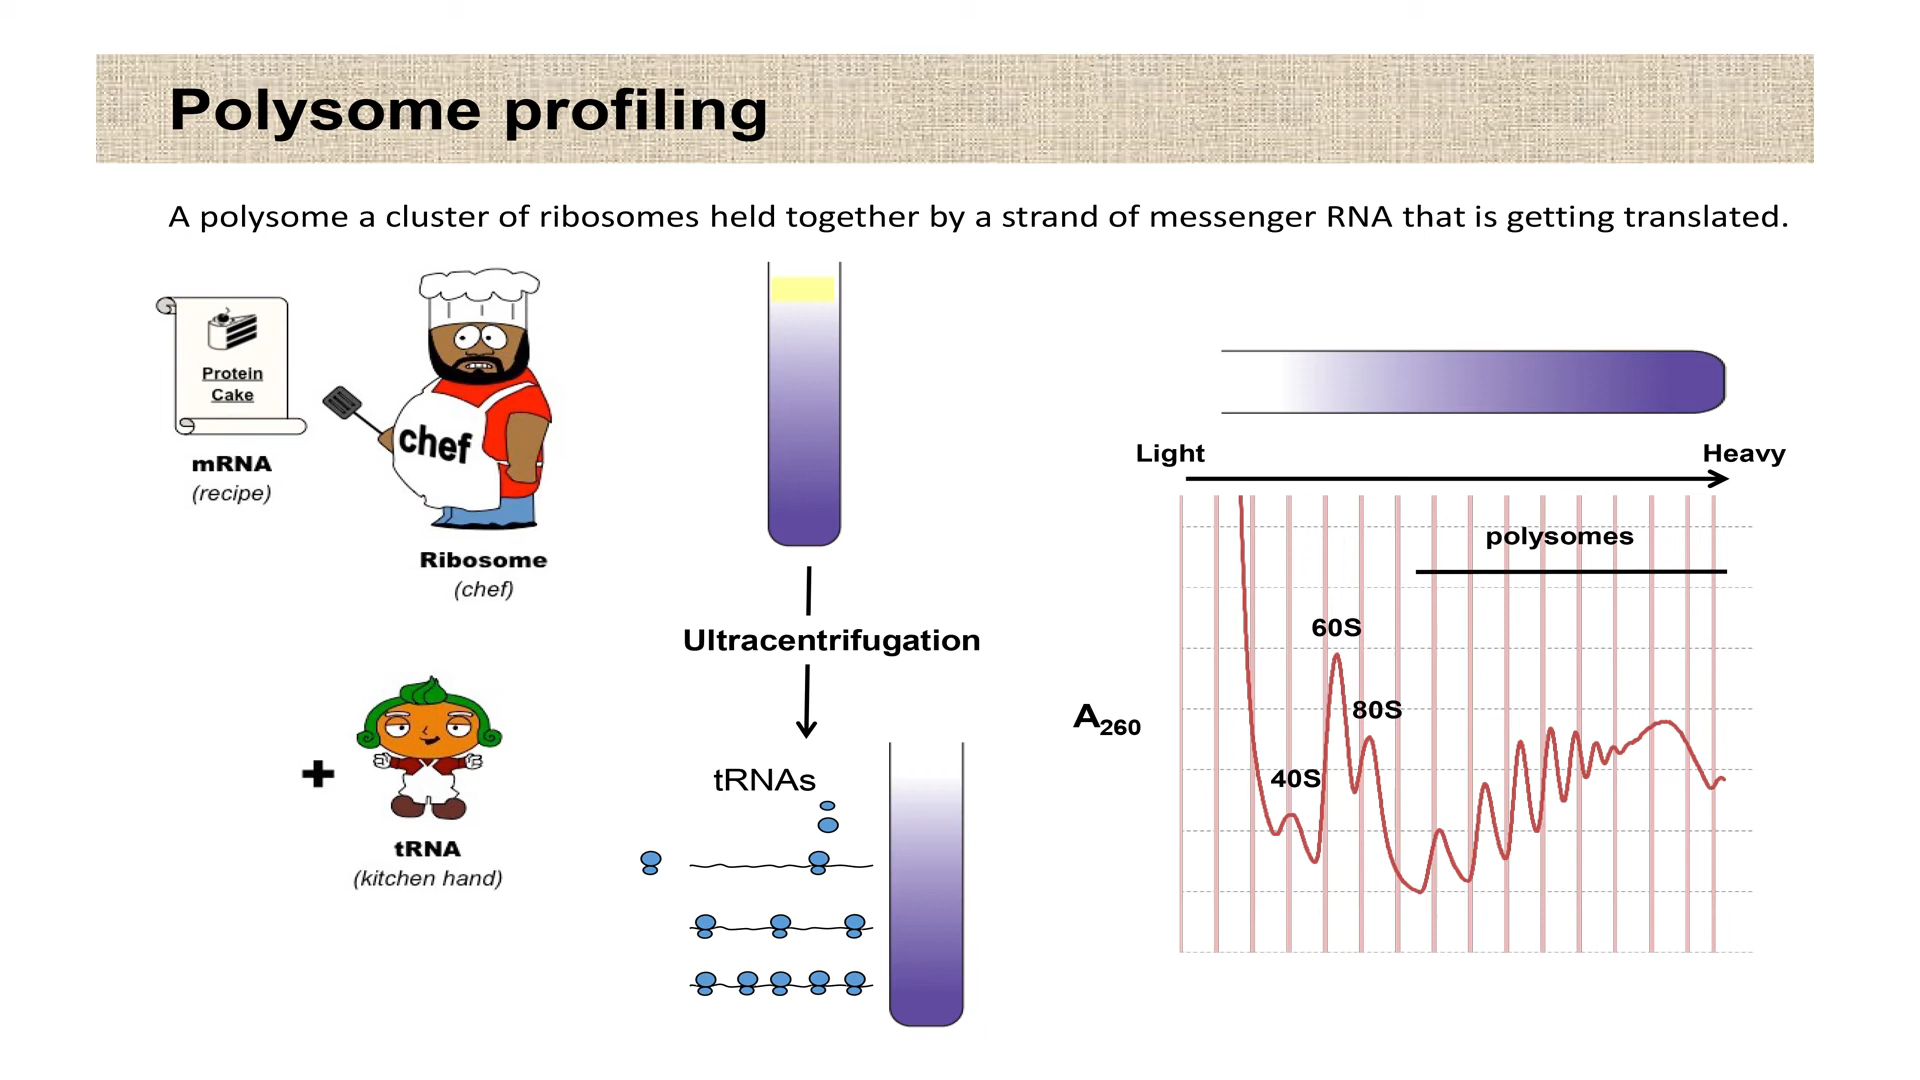 Polysome profiling
A polysome a cluster of ribosomes held together by a strand of messenger RNA that is getting translated.
Protein
Cake
mRNA
(recipe)
chef
Ribosome
(chef)
+
tRNA
(kitchen hand)
Ultracentrifugation
tRNAs
Light
Heavy
polysomes
60S
80S
40S
A260